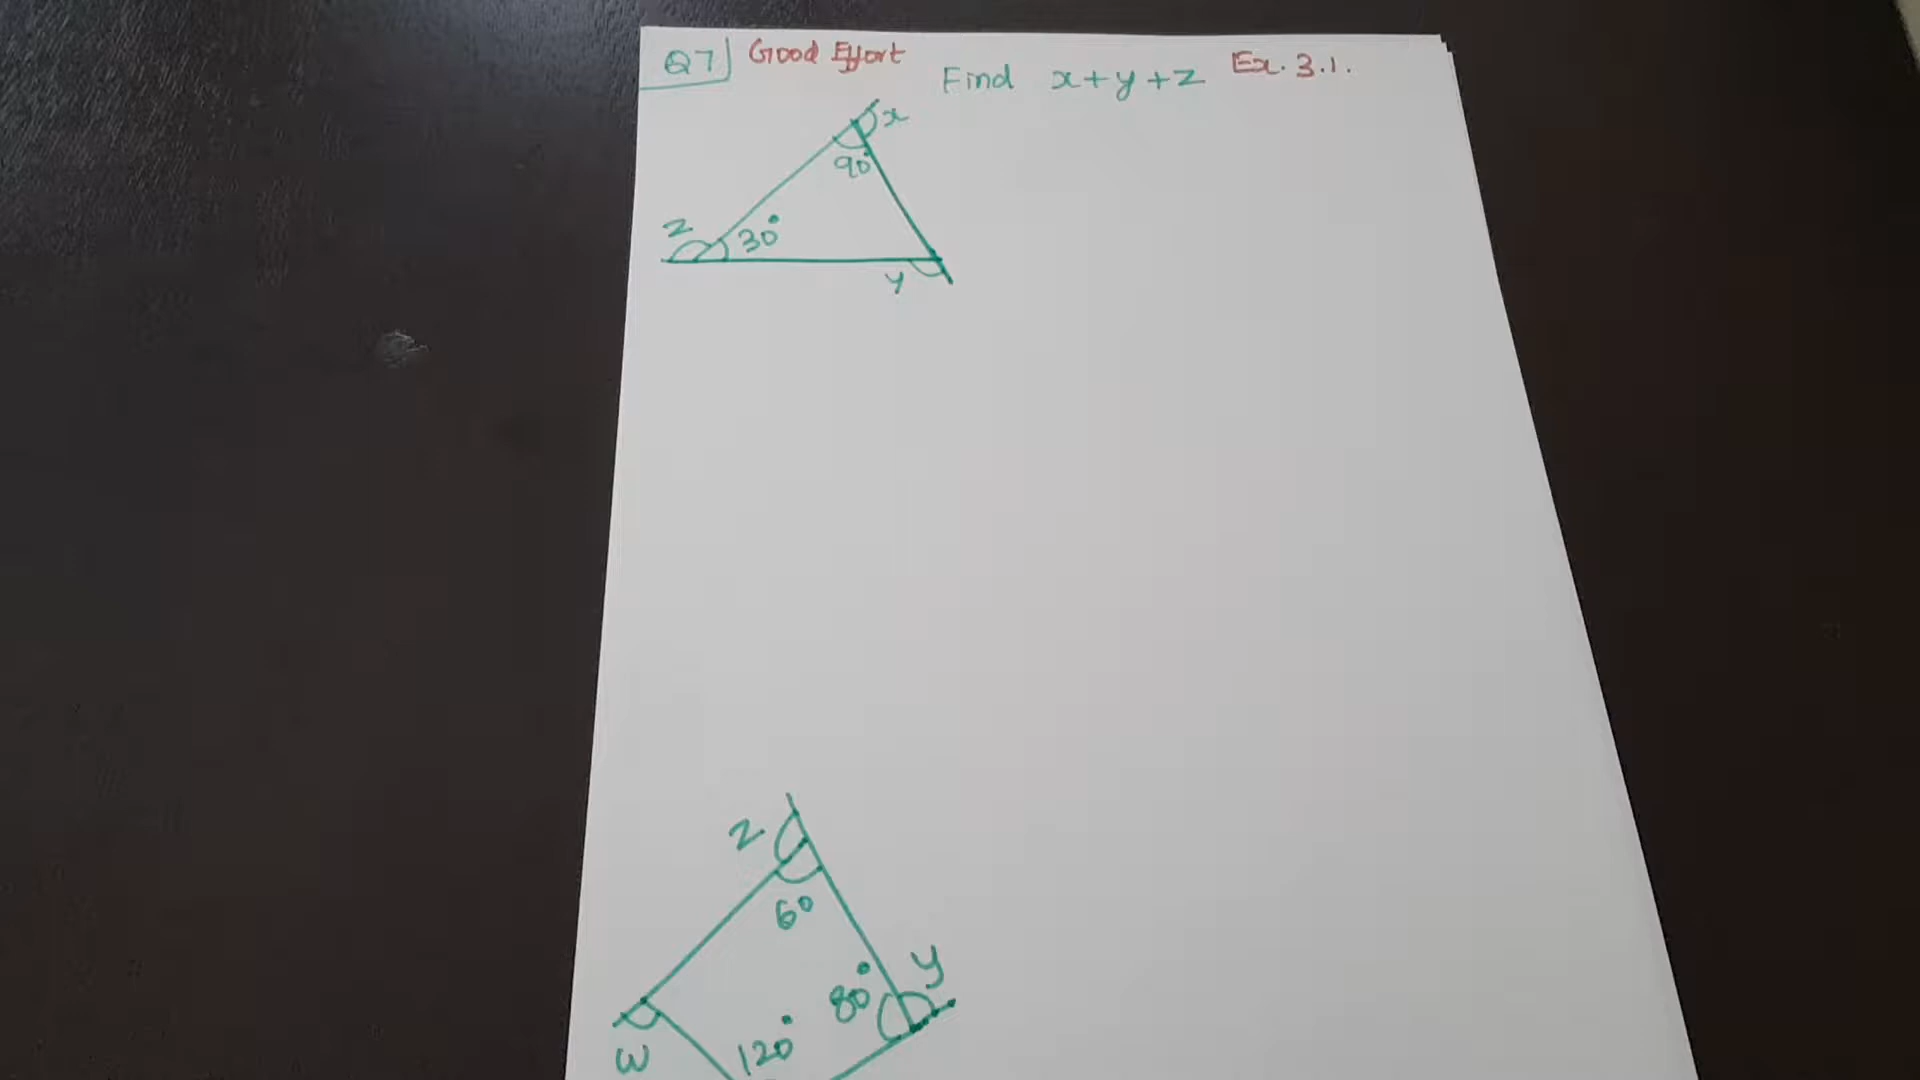 Q7 Good Effort
Find x+y+z Ex. 3.1.
x
90°
z
30°
y
z
60
y
80°
120°
w